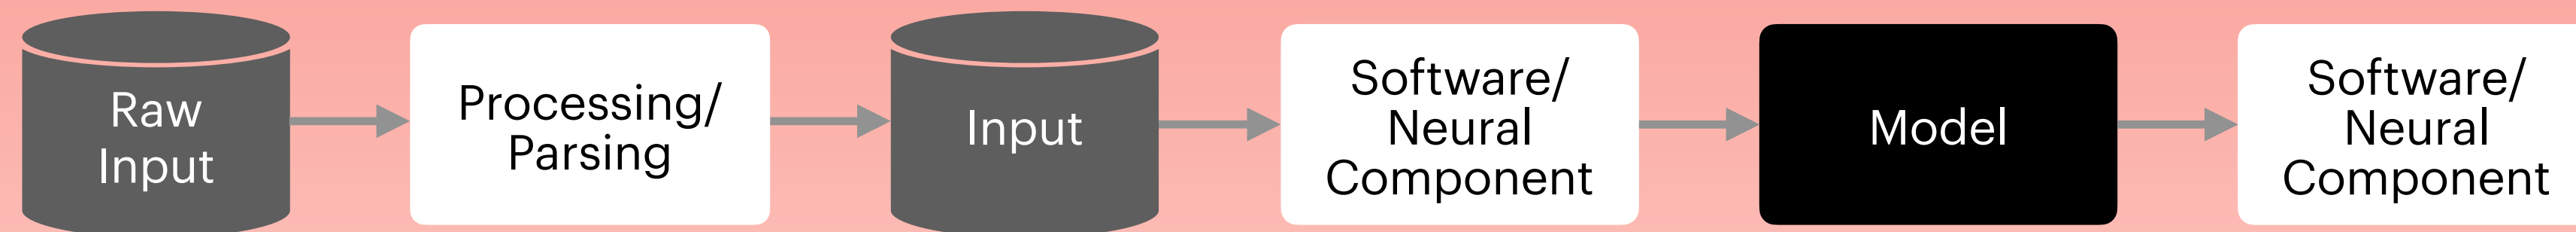 Raw
Input
Processing/
Parsing
Input
Software/
Neural
Component
Model
Software/
Neural
Component